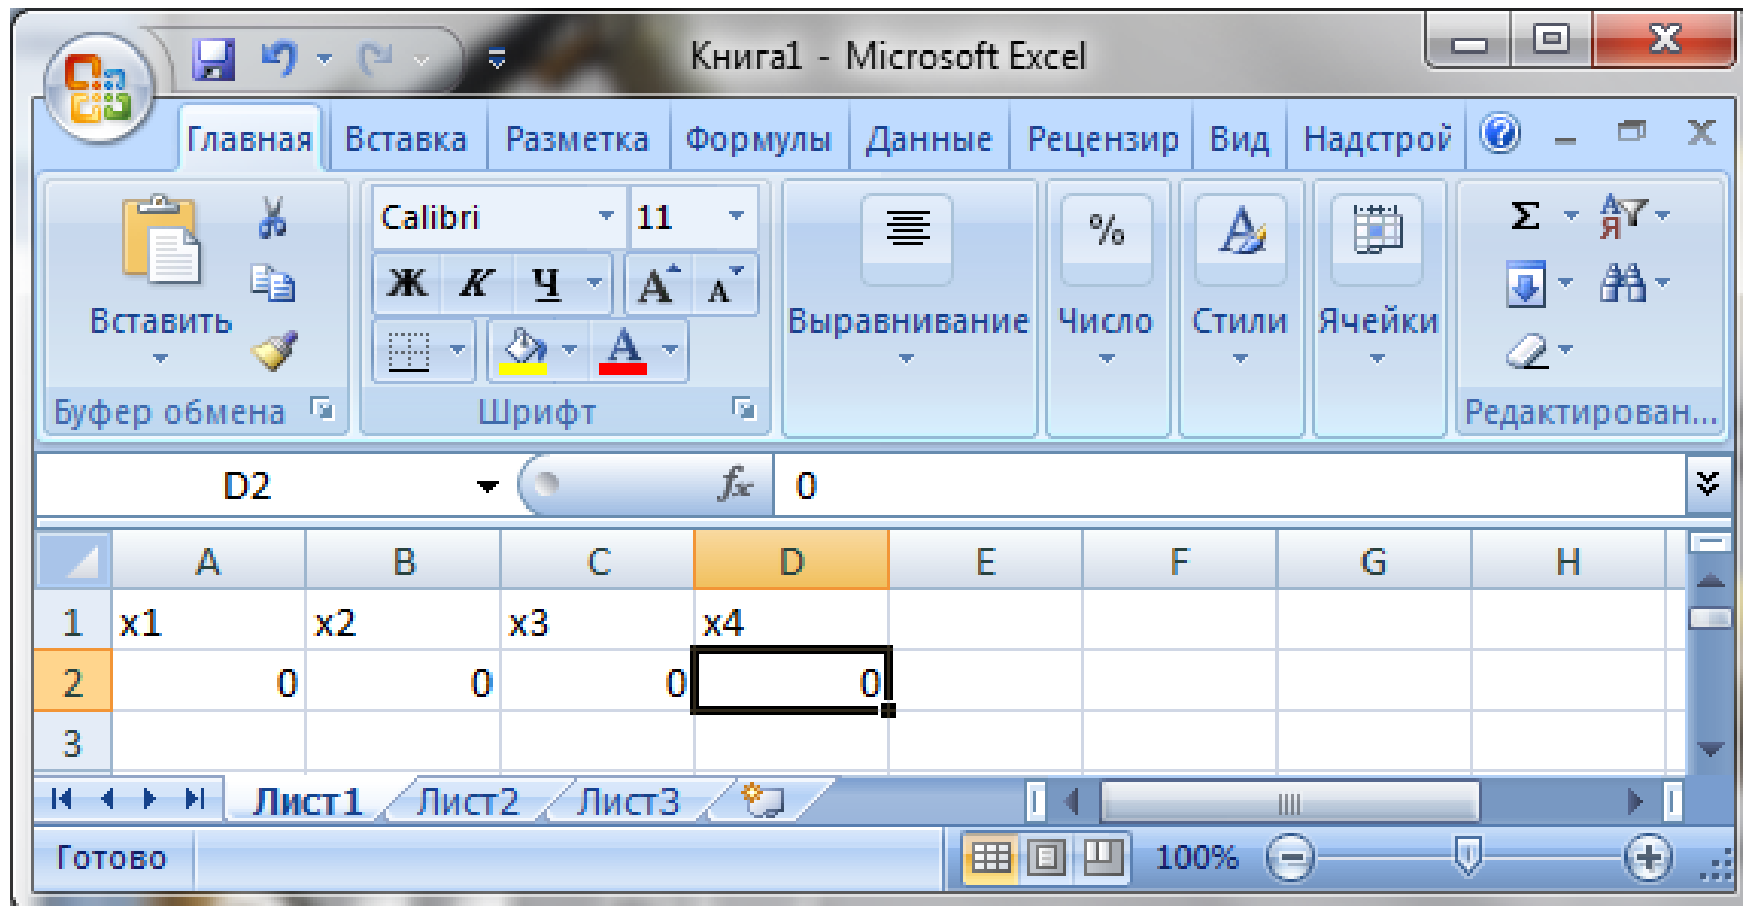 Книга1 - Microsoft Excel
Главная Вставка Разметка Формулы Данные Рецензир Вид Надстрой
Calibri 11
% Σ
Ж К Ч А А
Вставить Выравнивание Число Стили Ячейки
Буфер обмена Шрифт Редактирован...
D2 fx 0
A B C D E F G H
1 x1 x2 x3 x4
2 0 0 0 0
3
Лист1 Лист2 Лист3
Готово 100%